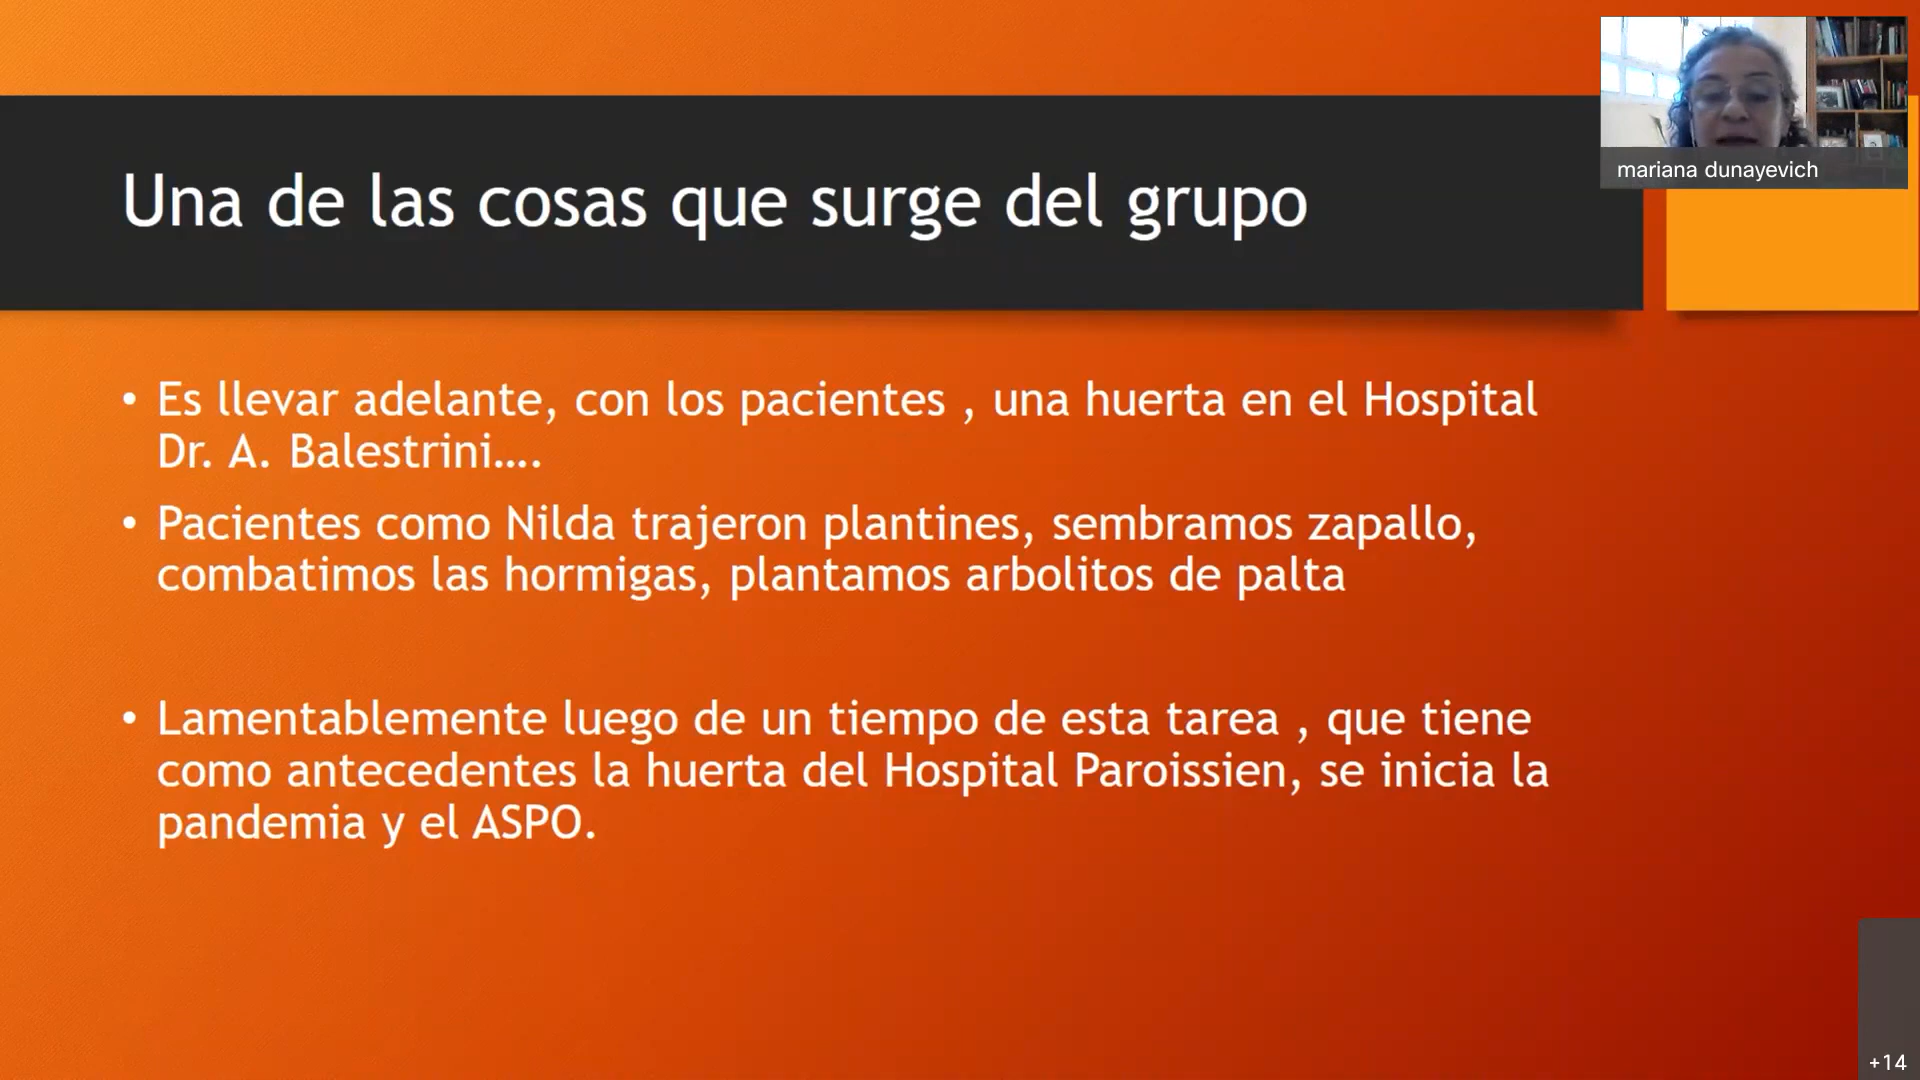 mariana dunayevich
Una de las cosas que surge del grupo
• Es llevar adelante, con los pacientes , una huerta en el Hospital
Dr. A. Balestrini....
• Pacientes como Nilda trajeron plantines, sembramos zapallo,
combatimos las hormigas, plantamos arbolitos de palta
• Lamentablemente luego de un tiempo de esta tarea , que tiene
como antecedentes la huerta del Hospital Paroissien, se inicia la
pandemia y el ASPO.
+14